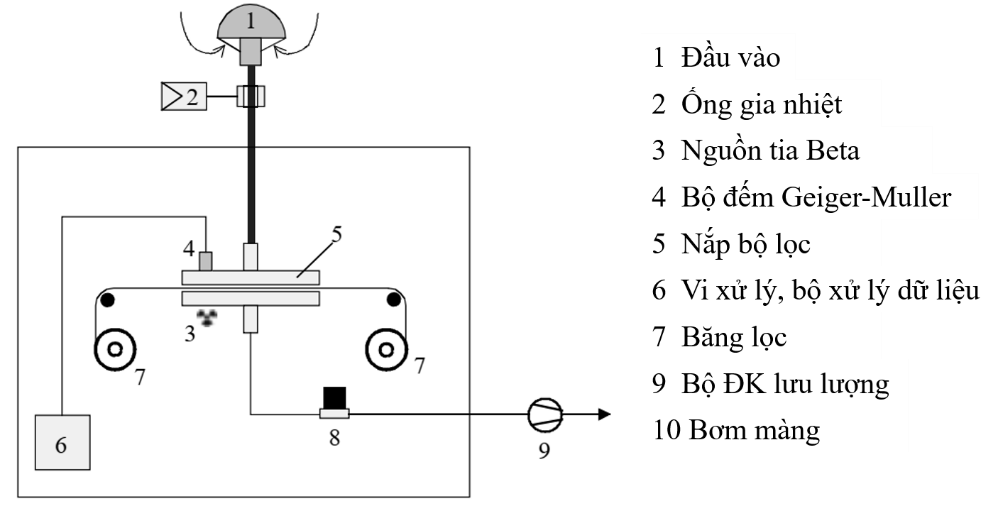 1
2
4
5
3
7
7
6
8
9
1 Đầu vào
2 Ống gia nhiệt
3 Nguồn tia Beta
4 Bộ đếm Geiger-Muller
5 Nắp bộ lọc
6 Vi xử lý, bộ xử lý dữ liệu
7 Băng lọc
9 Bộ ĐK lưu lượng
10 Bơm màng